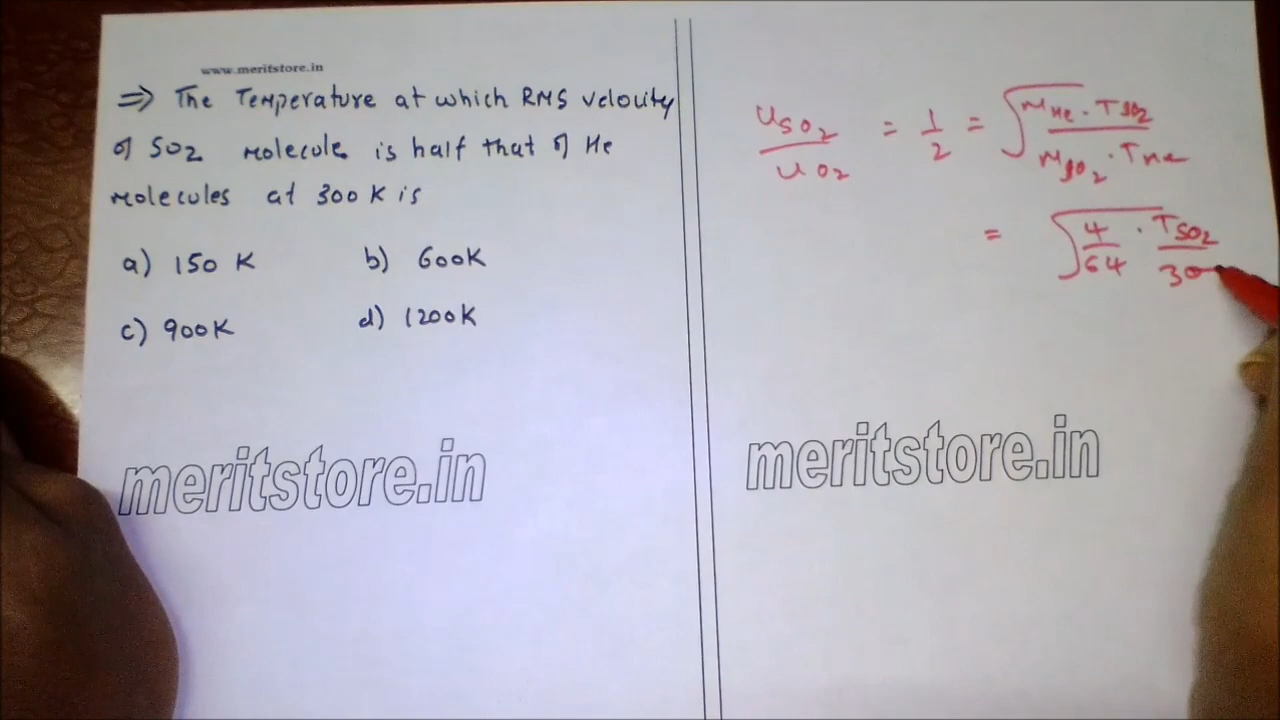 www.meritstore.in
⇒ The Temperature at which RMS velocity
of SO2 molecule is half that of He
molecules at 300 K is
a) 150 K b) 600K
c) 900K d) 1200K
meritstore.in
uSO2 / uO2 = 1/2 = √(MHe · TSO2 / MSO2 · THe)
= √(4/64 · TSO2/300
meritstore.in